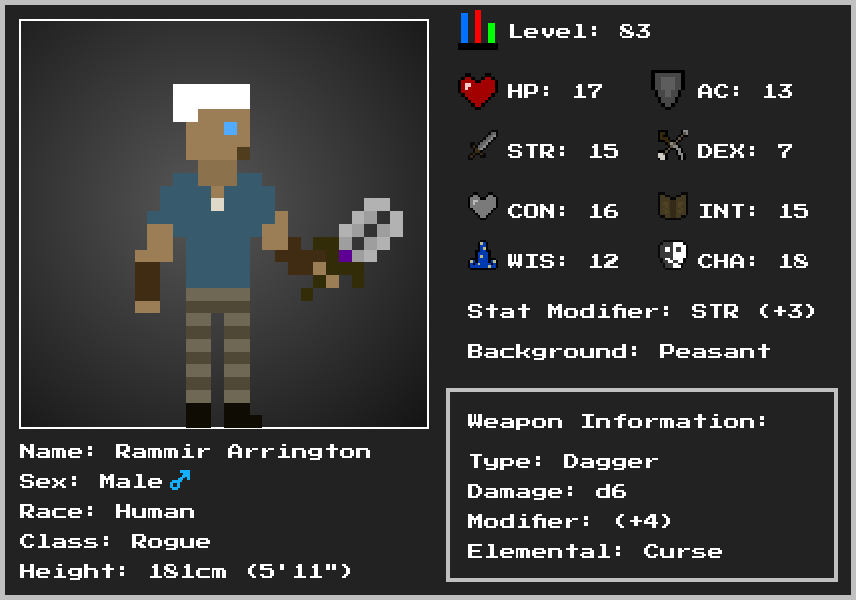 Level: 83
HP: 17
AC: 13
STR: 15
DEX: 7
CON: 16
INT: 15
WIS: 12
CHA: 18
Stat Modifier: STR (+3)
Background: Peasant
Weapon Information:
Type: Dagger
Damage: d6
Modifier: (+4)
Elemental: Curse
Name: Rammir Arrington
Sex: Male♂
Race: Human
Class: Rogue
Height: 181cm (5'11")